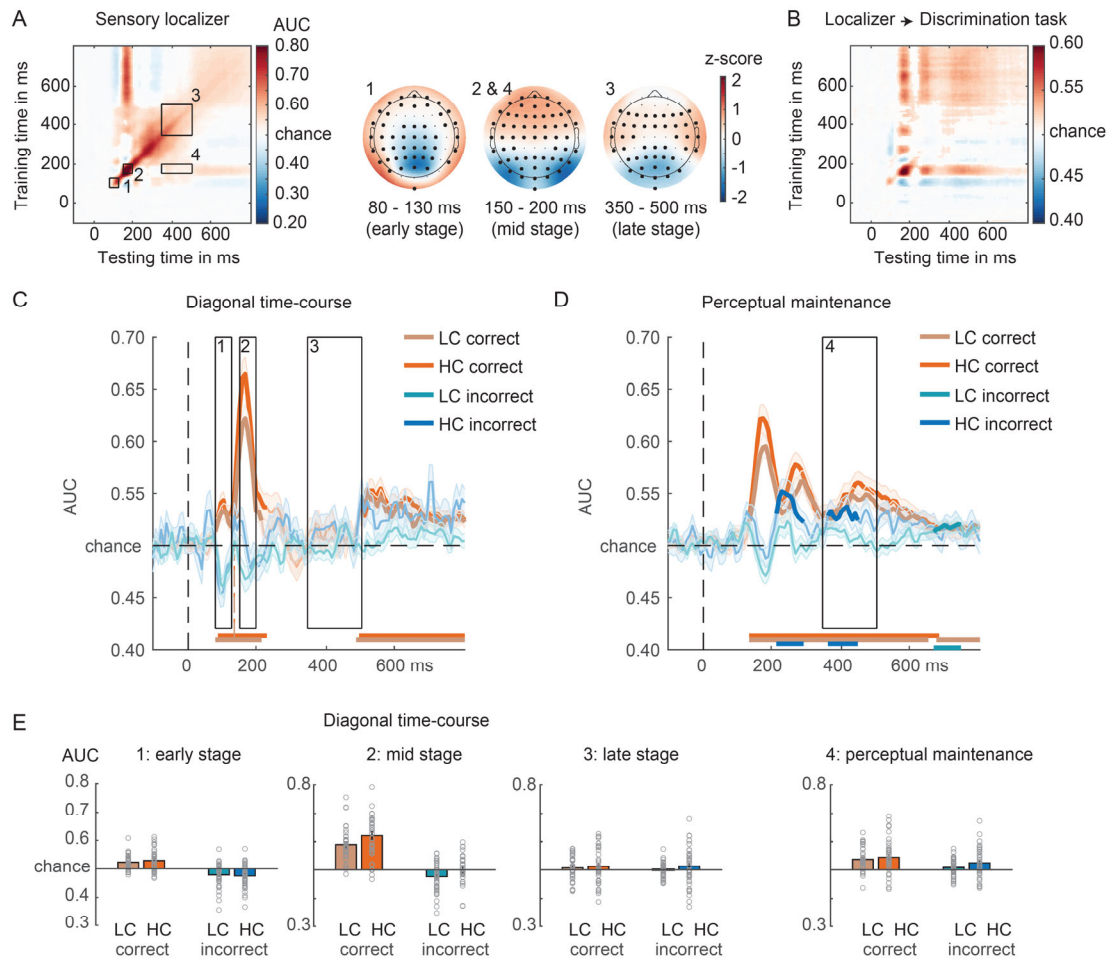 A
Sensory localizer
AUC
0.80
0.70
0.60
chance
0.40
0.30
0.20
Training time in ms
600
400
200
0
1
2
3
4
0 200 400 600
Testing time in ms
1
2 & 4
3
80 - 130 ms
(early stage)
150 - 200 ms
(mid stage)
350 - 500 ms
(late stage)
z-score
2
1
0
-1
-2
B
Localizer → Discrimination task
0.60
0.55
chance
0.45
0.40
Training time in ms
600
400
200
0
0 200 400 600
Testing time in ms
C
Diagonal time-course
AUC
0.70
0.65
0.60
0.55
chance
0.45
0.40
1
2
3
LC correct
HC correct
LC incorrect
HC incorrect
0 200 400 600 ms
D
Perceptual maintenance
AUC
0.70
0.65
0.60
0.55
chance
0.45
0.40
4
LC correct
HC correct
LC incorrect
HC incorrect
0 200 400 600 ms
E
Diagonal time-course
AUC
1: early stage
0.8
0.7
0.6
chance
0.4
0.3
LC HC LC HC
correct incorrect
2: mid stage
0.8
0.3
LC HC LC HC
correct incorrect
3: late stage
0.8
0.3
LC HC LC HC
correct incorrect
4: perceptual maintenance
0.8
0.3
LC HC LC HC
correct incorrect